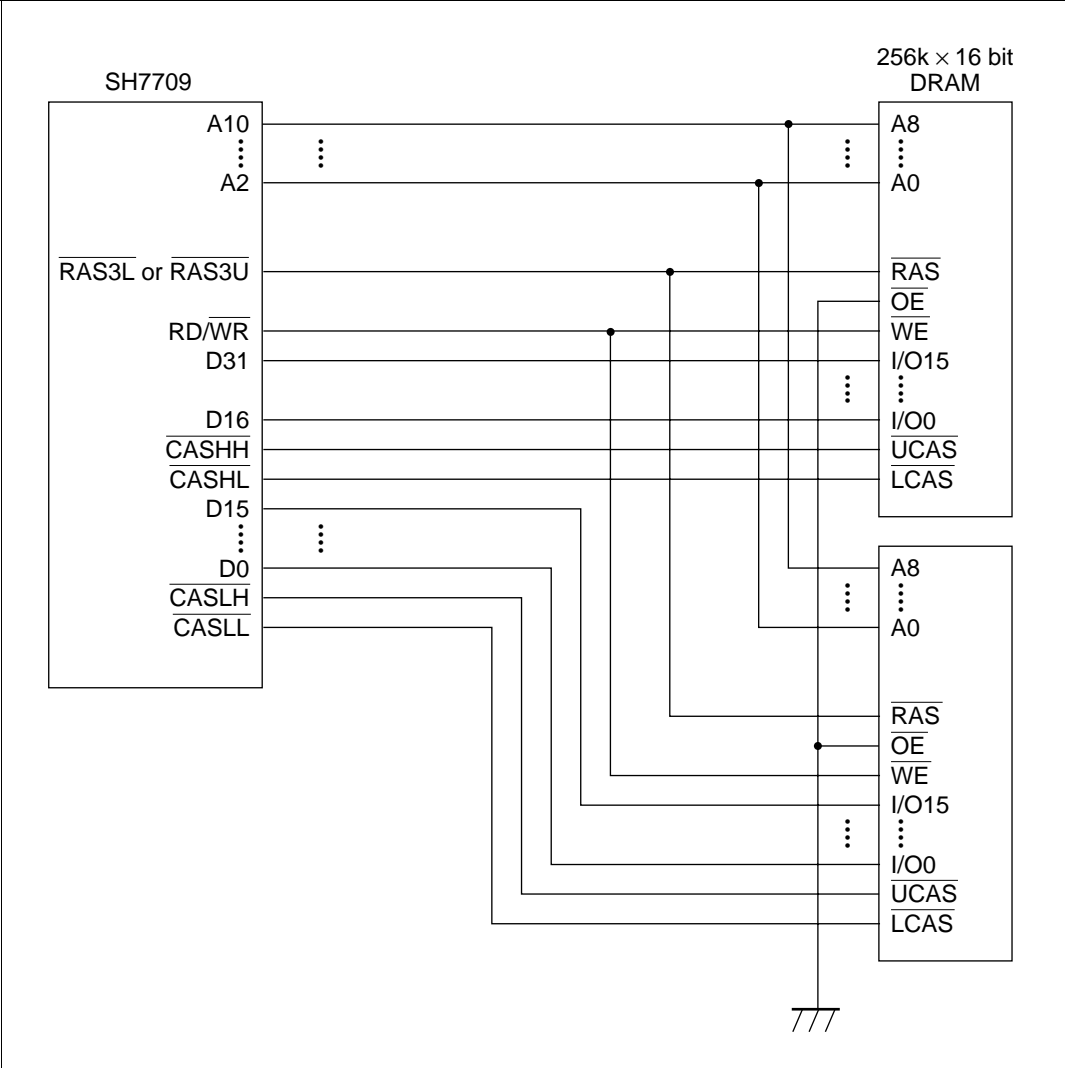 SH7709
256k × 16 bit
DRAM
A10
A2
RAS3L or RAS3U
RD/WR
D31
D16
CASHH
CASHL
D15
D0
CASLH
CASLL
A8
A0
RAS
OE
WE
I/O15
I/O0
UCAS
LCAS
A8
A0
RAS
OE
WE
I/O15
I/O0
UCAS
LCAS